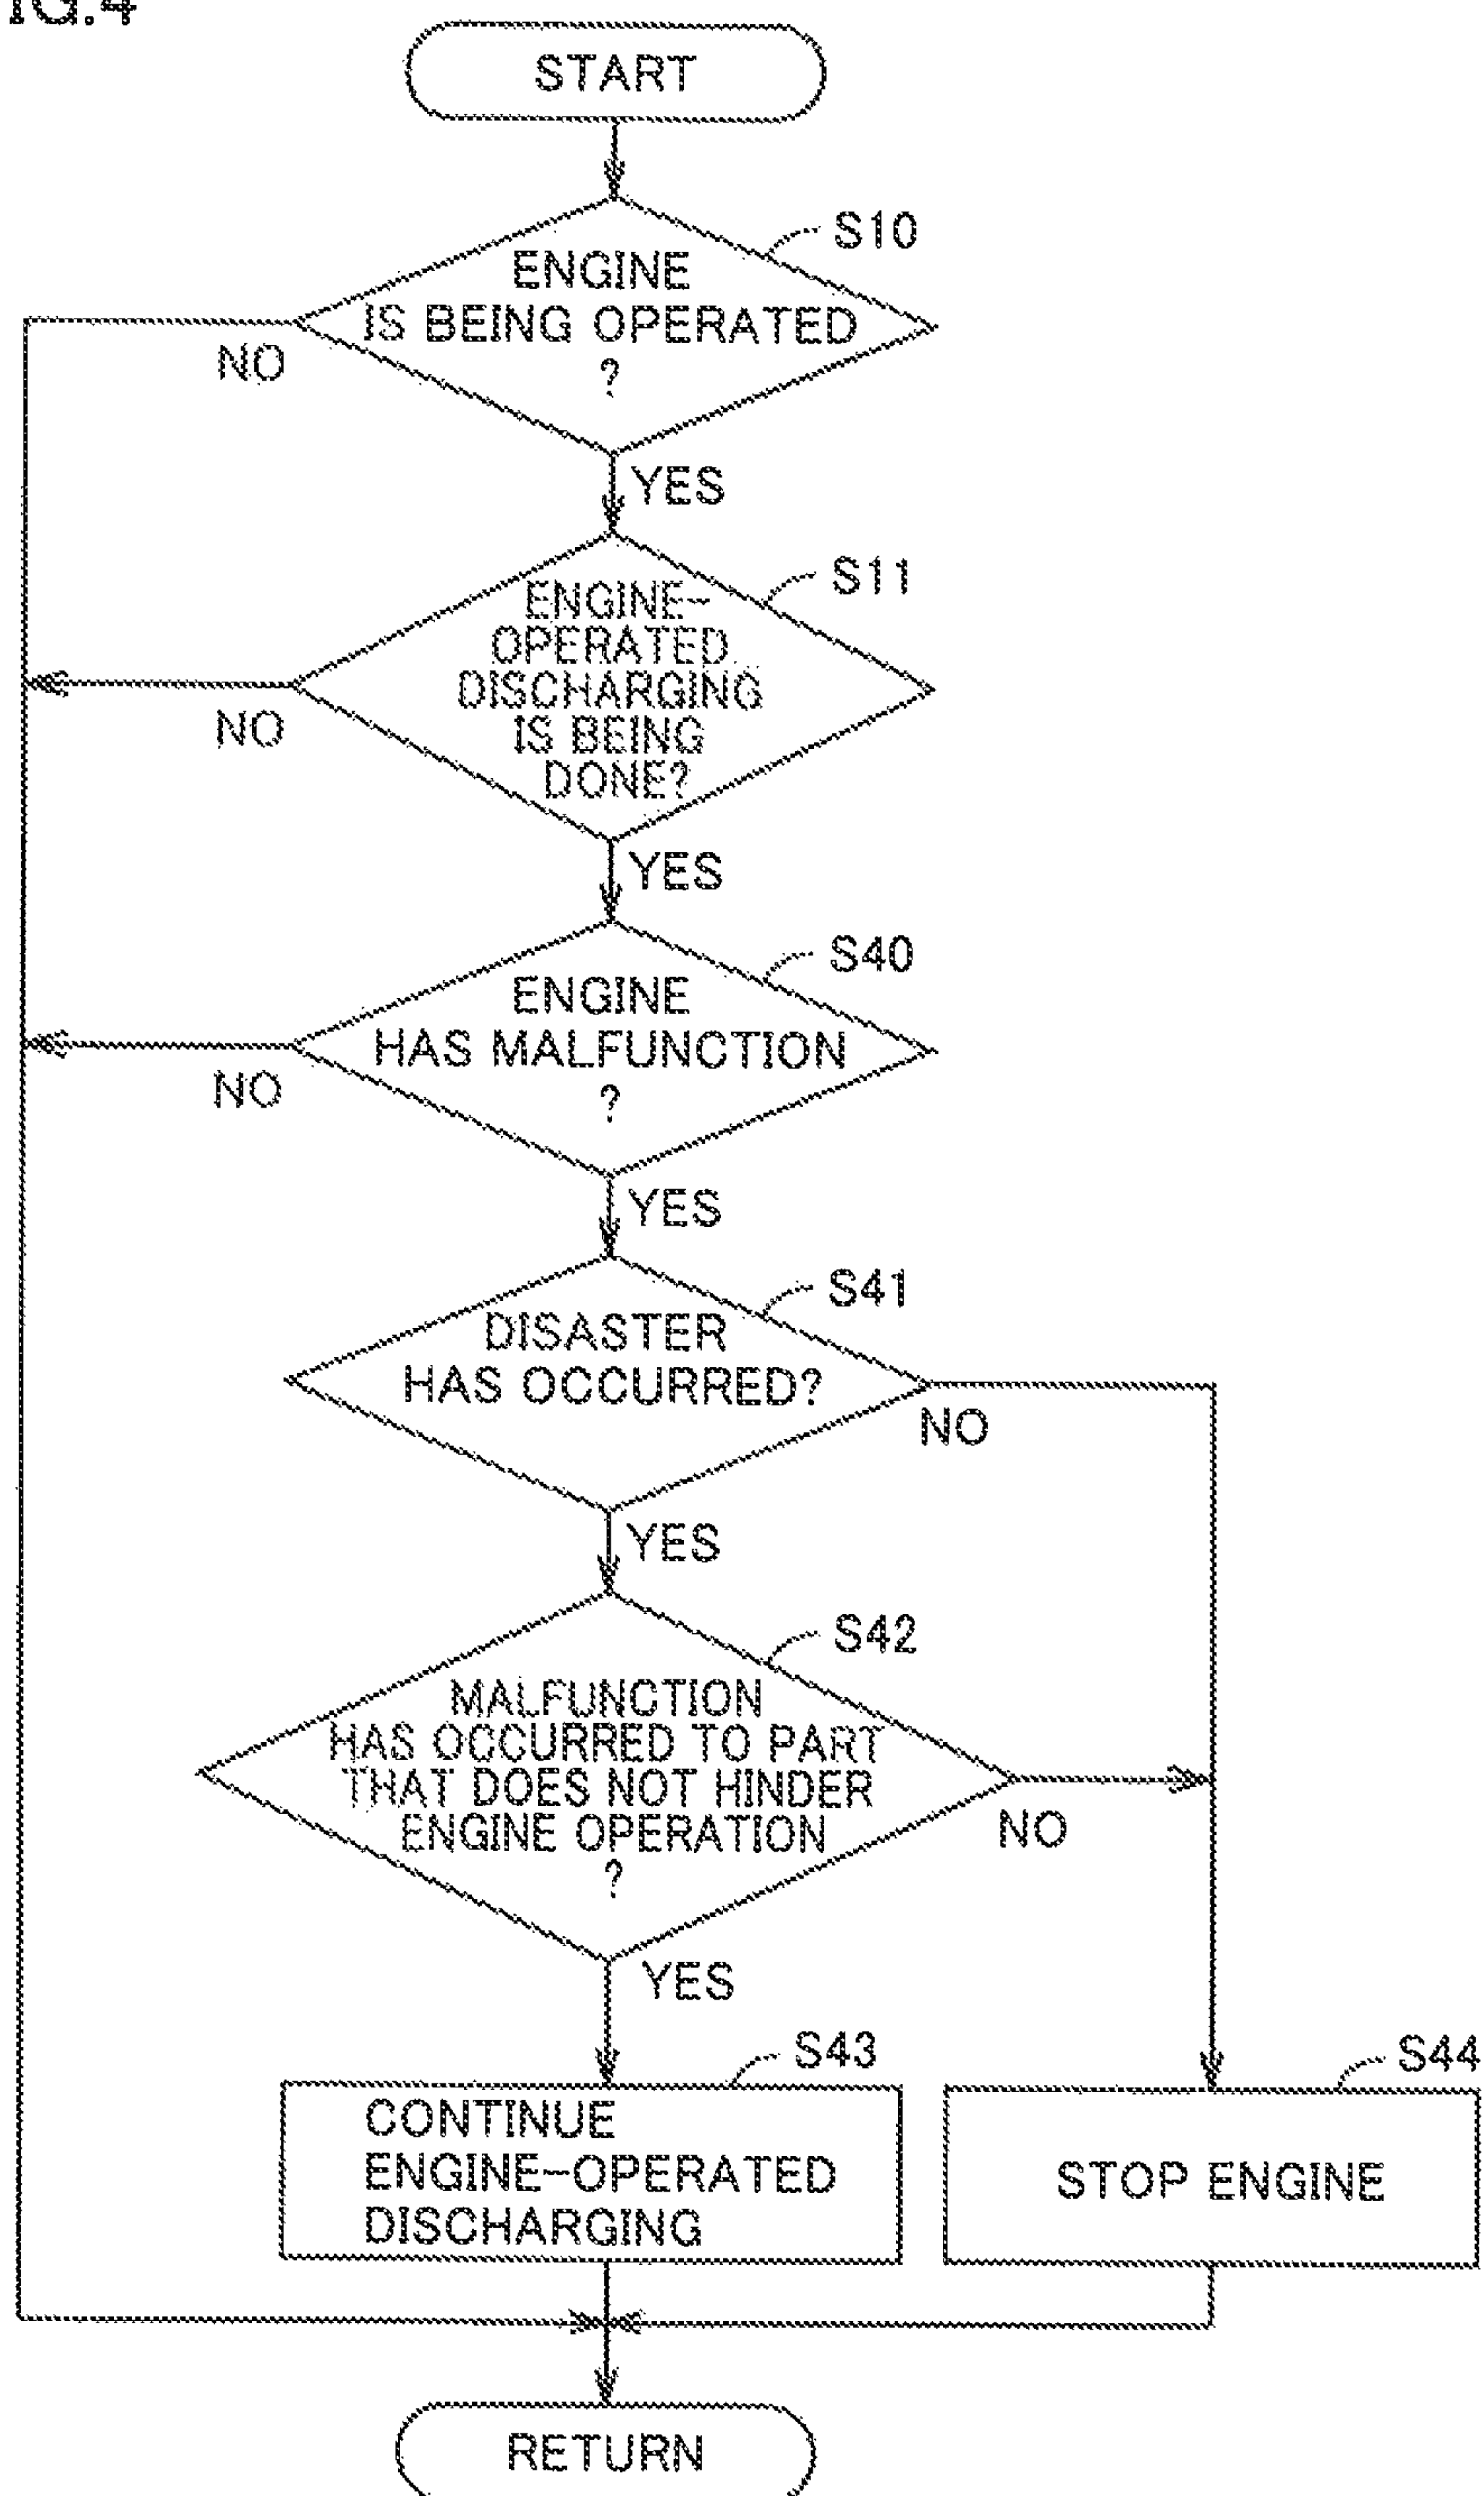 FIG.4
START
S10
ENGINE
IS BEING OPERATED
?
NO
YES
S11
ENGINE-
OPERATED
DISCHARGING
IS BEING
DONE?
NO
YES
S40
ENGINE
HAS MALFUNCTION
?
NO
YES
S41
DISASTER
HAS OCCURRED?
NO
YES
S42
MALFUNCTION
HAS OCCURRED TO PART
THAT DOES NOT HINDER
ENGINE OPERATION
?
NO
YES
S43
CONTINUE
ENGINE-OPERATED
DISCHARGING
S44
STOP ENGINE
RETURN